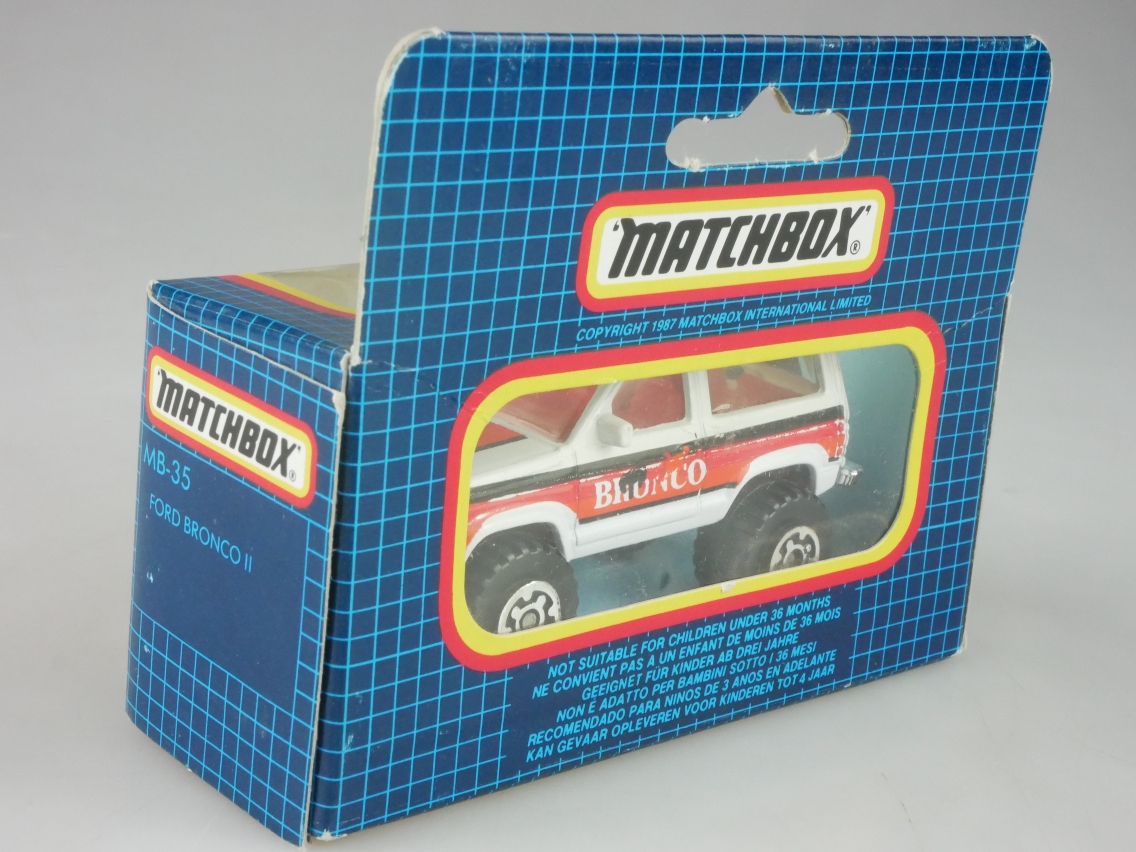 'MATCHBOX'®
COPYRIGHT 1987 MATCHBOX INTERNATIONAL LIMITED
BRONCO
NOT SUITABLE FOR CHILDREN UNDER 36 MONTHS
NE CONVIENT PAS À UN ENFANT DE MOINS DE 36 MOIS
GEEIGNET FÜR KINDER AB DREI JAHRE
NON É ADATTO PER BAMBINI SOTTO I 36 MESI
RECOMENDADO PARA NINOS DE 3 ANOS EN ADELANTE
KAN GEVAAR OPLEVEREN VOOR KINDEREN TOT 4 JAAR
'MATCHBOX'®
MB-35
FORD BRONCO II